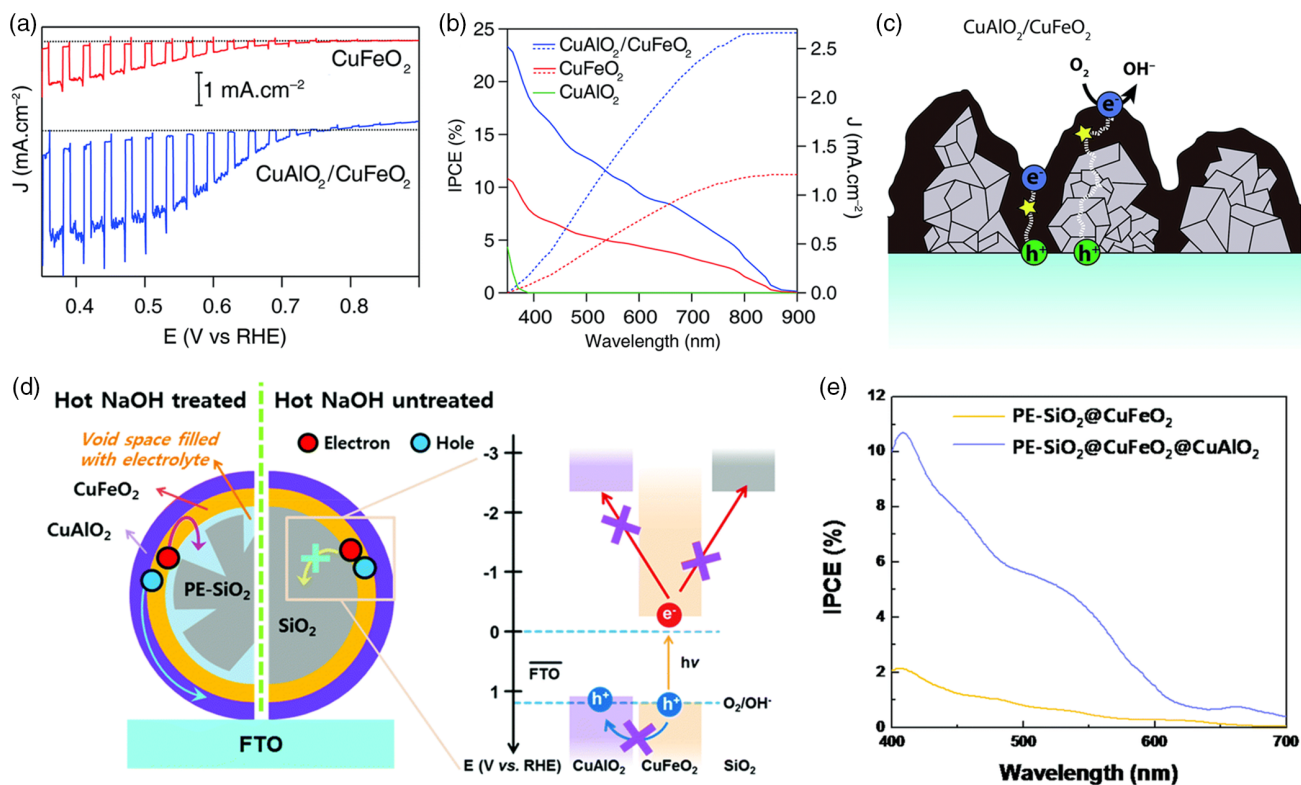 (a)
J (mA.cm⁻²)
CuFeO₂
1 mA.cm⁻²
CuAlO₂/CuFeO₂
0.4
0.5
0.6
0.7
0.8
E (V vs RHE)
(b)
IPCE (%)
25
20
15
10
5
0
CuAlO₂/CuFeO₂
CuFeO₂
CuAlO₂
2.5
2.0
1.5
1.0
0.5
0.0
J (mA.cm⁻²)
400 500 600 700 800 900
Wavelength (nm)
(c)
CuAlO₂/CuFeO₂
O₂
OH⁻
e⁻
e⁻
h⁺
h⁺
(d)
Hot NaOH treated
Hot NaOH untreated
Void space filled
with electrolyte
Electron
Hole
CuFeO₂
CuAlO₂
PE-SiO₂
SiO₂
FTO
-3
-2
-1
0
1
FTO
e⁻
hν
h⁺
h⁺
O₂/OH⁻
E (V vs. RHE)
CuAlO₂
CuFeO₂
SiO₂
(e)
IPCE (%)
12
10
8
6
4
2
0
PE-SiO₂@CuFeO₂
PE-SiO₂@CuFeO₂@CuAlO₂
400 500 600 700
Wavelength (nm)